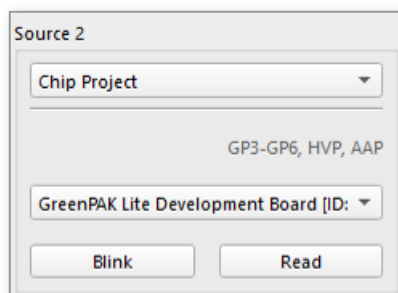 Source 2
Chip Project
GP3-GP6, HVP, AAP
GreenPAK Lite Development Board [ID:
Blink Read